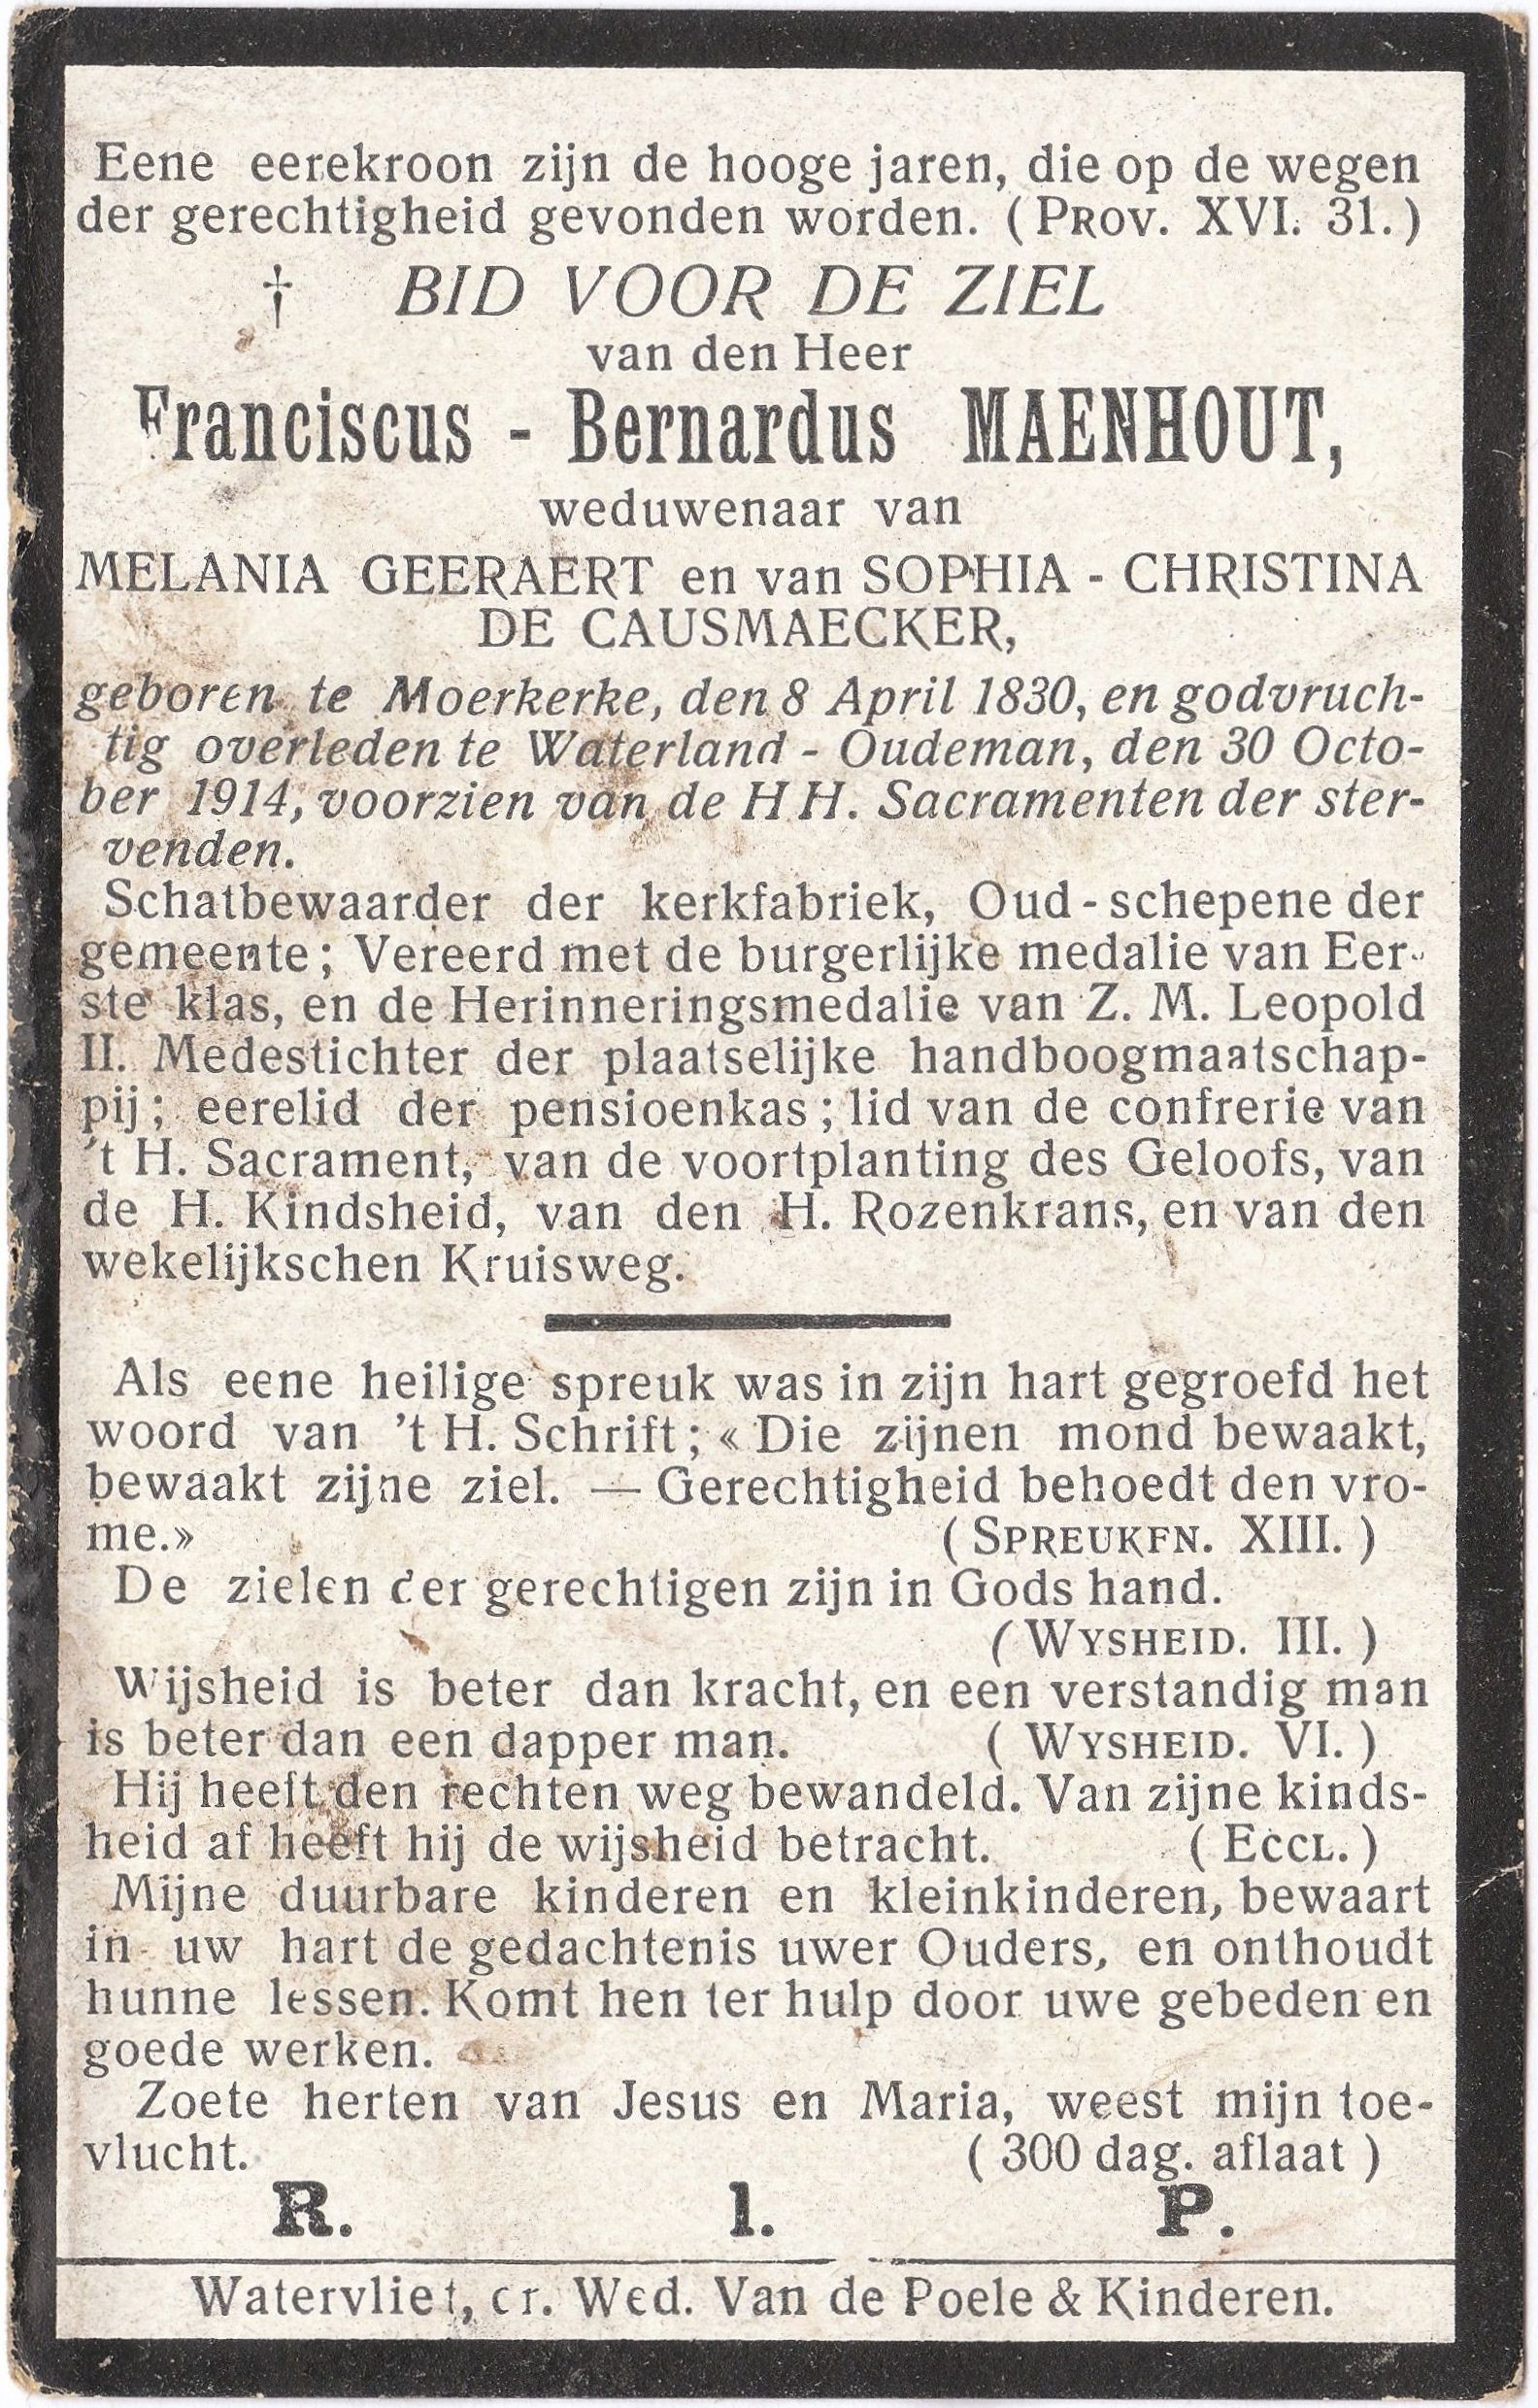 Eene eerekroon zijn de hooge jaren, die op de wegen
der gerechtigheid gevonden worden. (PROV. XVI. 31.)
† BID VOOR DE ZIEL
van den Heer
Franciscus - Bernardus MAENHOUT,
weduwenaar van
MELANIA GEERAERT en van SOPHIA - CHRISTINA
DE CAUSMAECKER,
geboren te Moerkerke, den 8 April 1830, en godvruch-
tig overleden te Waterland - Oudeman, den 30 Octo-
ber 1914, voorzien van de HH. Sacramenten der ster-
venden.
Schatbewaarder der kerkfabriek, Oud-schepene der
gemeente; Vereerd met de burgerlijke medalie van Eer-
ste klas, en de Herinneringsmedalie van Z. M. Leopold
II. Medestichter der plaatselijke handboogmaatschap-
pij; eerelid der pensioenkas; lid van de confrerie van
't H. Sacrament, van de voortplanting des Geloofs, van
de H. Kindsheid, van den H. Rozenkrans, en van den
wekelijkschen Kruisweg.
Als eene heilige spreuk was in zijn hart gegroefd het
woord van 't H. Schrift; « Die zijnen mond bewaakt,
bewaakt zijne ziel. — Gerechtigheid behoedt den vro-
me.» (SPREUKEN. XIII.)
De zielen der gerechtigen zijn in Gods hand.
(WYSHEID. III.)
Wijsheid is beter dan kracht, en een verstandig man
is beter dan een dapper man. (WYSHEID. VI.)
Hij heeft den rechten weg bewandeld. Van zijne kinds-
heid af heeft hij de wijsheid betracht. (ECCL.)
Mijne duurbare kinderen en kleinkinderen, bewaart
in uw hart de gedachtenis uwer Ouders, en onthoudt
hunne lessen. Komt hen ter hulp door uwe gebeden en
goede werken.
Zoete herten van Jesus en Maria, weest mijn toe-
vlucht. (300 dag. aflaat)
R. I. P.
Watervliet, dr. Wed. Van de Poele & Kinderen.